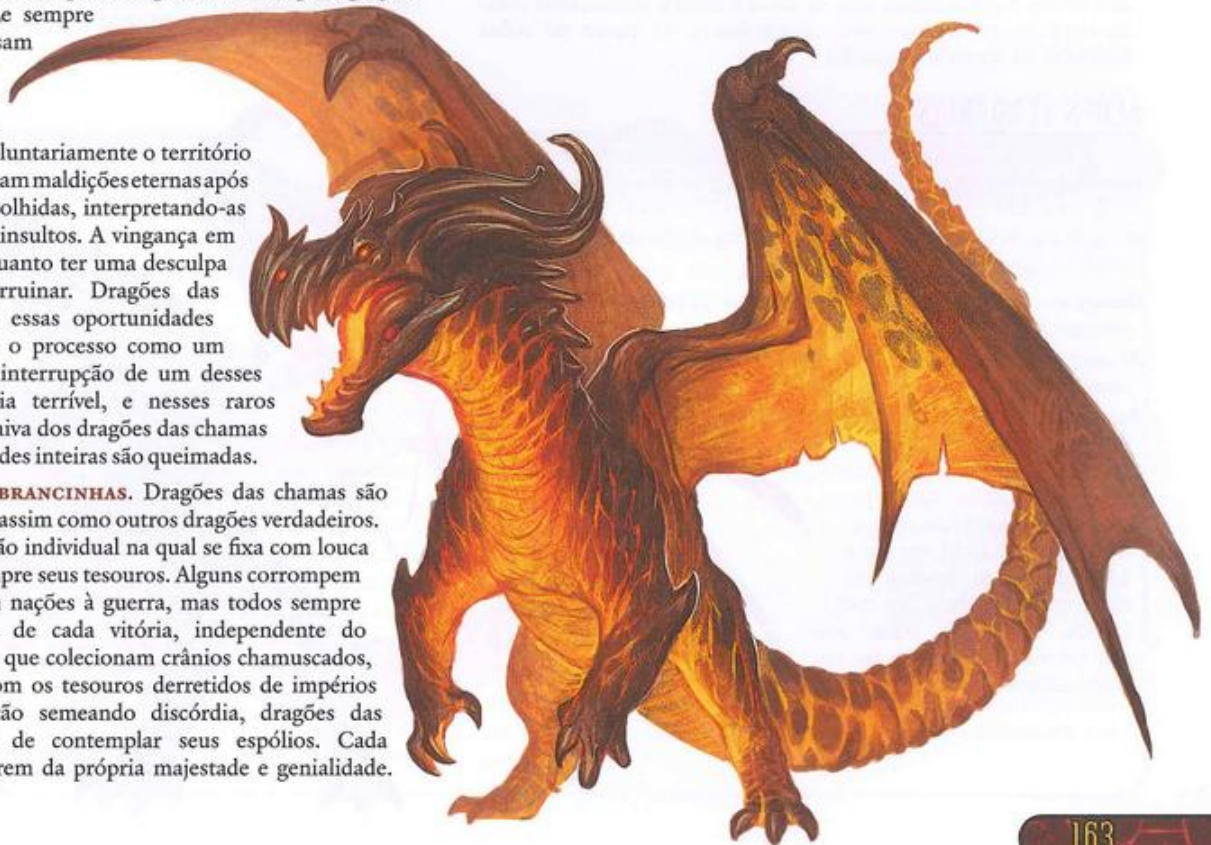 e sempre
sam
luntariamente o território
am maldições eternas após
olhidas, interpretando-as
insultos. A vingança em
uanto ter uma desculpa
rruinar. Dragões das
essas oportunidades
o processo como um
interrupção de um desses
ia terrível, e nesses raros
aiva dos dragões das chamas
des inteiras são queimadas.
BRANCINHAS. Dragões das chamas são
assim como outros dragões verdadeiros.
ão individual na qual se fixa com louca
pre seus tesouros. Alguns corrompem
nações à guerra, mas todos sempre
de cada vitória, independente do
que colecionam crânios chamuscados,
om os tesouros derretidos de impérios
ão semeando discórdia, dragões das
de contemplar seus espólios. Cada
rem da própria majestade e genialidade.
163